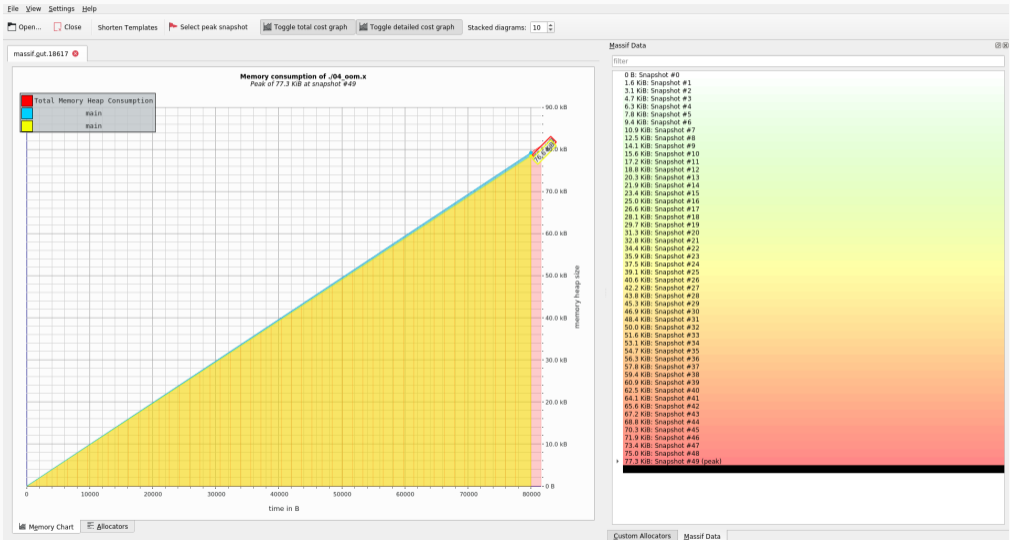 File View Settings Help
Open... Close Shorten Templates Select peak snapshot Toggle total cost graph Toggle detailed cost graph Stacked diagrams: 10
massif.out.18617
Memory consumption of ./04_oom.x
Peak of 77.3 KiB at snapshot #49
Total Memory Heap Consumption
main
main
90.0 kB
70.0 kB
60.0 kB
50.0 kB
40.0 kB
30.0 kB
20.0 kB
10.0 kB
0 B
memory heap size
0 10000 20000 30000 40000 50000 60000 70000 80000
time in B
Memory Chart Allocators
Massif Data
filter
0 B: Snapshot #0
1.6 KiB: Snapshot #1
3.1 KiB: Snapshot #2
4.7 KiB: Snapshot #3
6.3 KiB: Snapshot #4
7.8 KiB: Snapshot #5
9.4 KiB: Snapshot #6
10.9 KiB: Snapshot #7
12.5 KiB: Snapshot #8
14.1 KiB: Snapshot #9
15.6 KiB: Snapshot #10
17.2 KiB: Snapshot #11
18.8 KiB: Snapshot #12
20.3 KiB: Snapshot #13
21.9 KiB: Snapshot #14
23.4 KiB: Snapshot #15
25.0 KiB: Snapshot #16
26.6 KiB: Snapshot #17
28.1 KiB: Snapshot #18
29.7 KiB: Snapshot #19
31.3 KiB: Snapshot #20
32.8 KiB: Snapshot #21
34.4 KiB: Snapshot #22
35.9 KiB: Snapshot #23
37.5 KiB: Snapshot #24
39.1 KiB: Snapshot #25
40.6 KiB: Snapshot #26
42.2 KiB: Snapshot #27
43.8 KiB: Snapshot #28
45.3 KiB: Snapshot #29
46.9 KiB: Snapshot #30
48.4 KiB: Snapshot #31
50.0 KiB: Snapshot #32
51.6 KiB: Snapshot #33
53.1 KiB: Snapshot #34
54.7 KiB: Snapshot #35
56.3 KiB: Snapshot #36
57.8 KiB: Snapshot #37
59.4 KiB: Snapshot #38
60.9 KiB: Snapshot #39
62.5 KiB: Snapshot #40
64.1 KiB: Snapshot #41
65.6 KiB: Snapshot #42
67.2 KiB: Snapshot #43
68.8 KiB: Snapshot #44
70.3 KiB: Snapshot #45
71.9 KiB: Snapshot #46
73.4 KiB: Snapshot #47
75.0 KiB: Snapshot #48
77.3 KiB: Snapshot #49 (peak)
Custom Allocators Massif Data